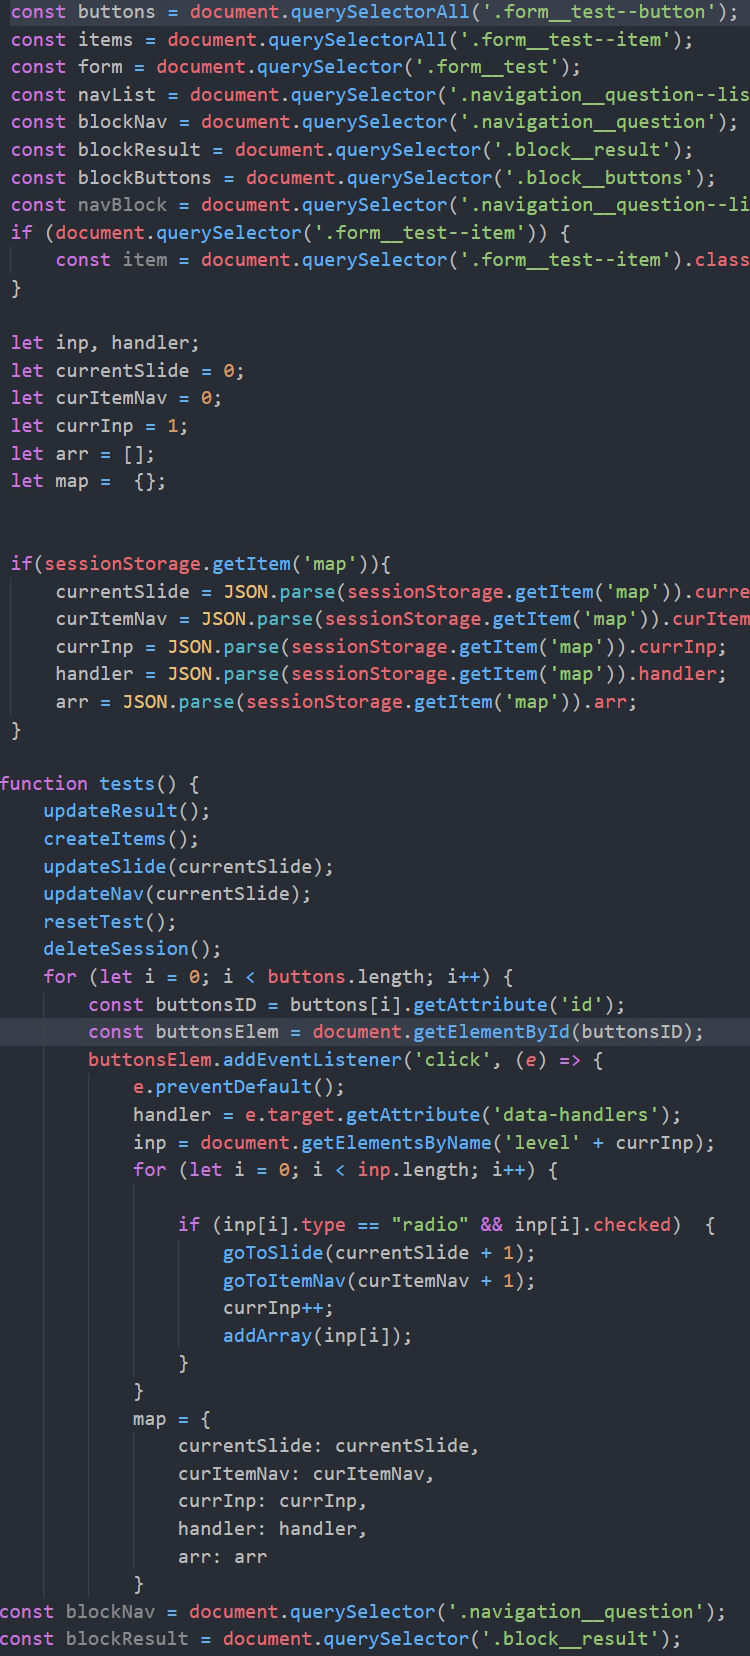 const buttons = document.querySelectorAll('.form__test--button');
const items = document.querySelectorAll('.form__test--item');
const form = document.querySelector('.form__test');
const navList = document.querySelector('.navigation__question--lis
const blockNav = document.querySelector('.navigation__question');
const blockResult = document.querySelector('.block__result');
const blockButtons = document.querySelector('.block__buttons');
const navBlock = document.querySelector('.navigation__question--li
if (document.querySelector('.form__test--item')) {
    const item = document.querySelector('.form__test--item').class
}

let inp, handler;
let currentSlide = 0;
let curItemNav = 0;
let currInp = 1;
let arr = [];
let map =  {};

if(sessionStorage.getItem('map')){
    currentSlide = JSON.parse(sessionStorage.getItem('map')).curre
    curItemNav = JSON.parse(sessionStorage.getItem('map')).curItem
    currInp = JSON.parse(sessionStorage.getItem('map')).currInp;
    handler = JSON.parse(sessionStorage.getItem('map')).handler;
    arr = JSON.parse(sessionStorage.getItem('map')).arr;
}

function tests() {
    updateResult();
    createItems();
    updateSlide(currentSlide);
    updateNav(currentSlide);
    resetTest();
    deleteSession();
    for (let i = 0; i < buttons.length; i++) {
        const buttonsID = buttons[i].getAttribute('id');
        const buttonsElem = document.getElementById(buttonsID);
        buttonsElem.addEventListener('click', (e) => {
            e.preventDefault();
            handler = e.target.getAttribute('data-handlers');
            inp = document.getElementsByName('level' + currInp);
            for (let i = 0; i < inp.length; i++) {

                if (inp[i].type == "radio" && inp[i].checked)  {
                    goToSlide(currentSlide + 1);
                    goToItemNav(curItemNav + 1);
                    currInp++;
                    addArray(inp[i]);
                }
            }
            map = {
                currentSlide: currentSlide,
                curItemNav: curItemNav,
                currInp: currInp,
                handler: handler,
                arr: arr
            }
const blockNav = document.querySelector('.navigation__question');
const blockResult = document.querySelector('.block__result');